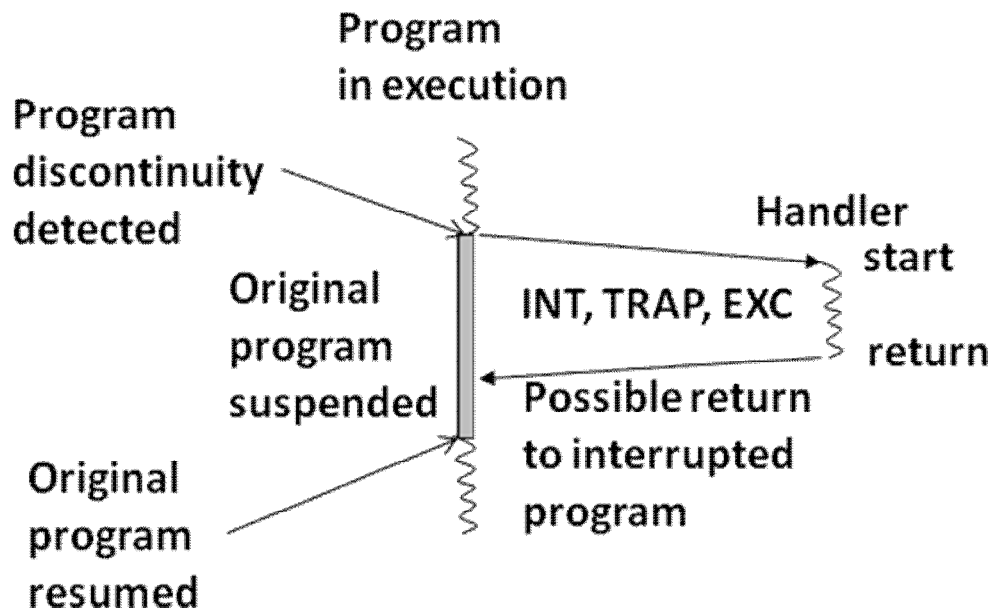 Program
in execution
Program
discontinuity
detected
Handler
start
Original
program
suspended
INT, TRAP, EXC
return
Possible return
to interrupted
program
Original
program
resumed